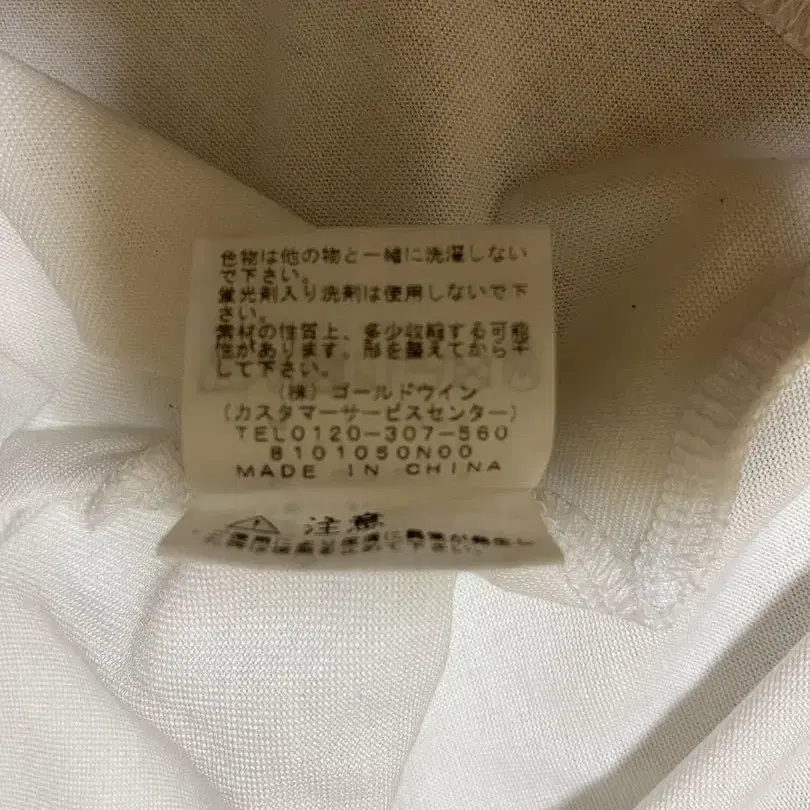 色物は他の物と一緒に洗濯しない
で下さい。
蛍光剤入り洗剤は使用しないで下
さい。
素材の性質上、多少収縮する可能
性があります。形を整えてから干
して下さい。
(株)ゴールドウイン
(カスタマーサービスセンター)
TEL0120-307-560
8101050N00
MADE IN CHINA
注意